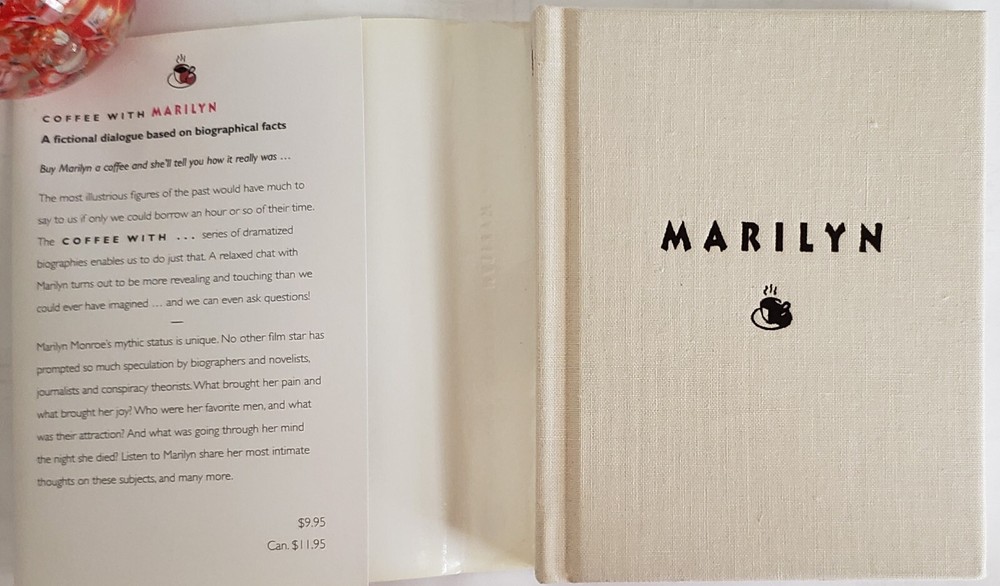 COFFEE WITH MARILYN
A fictional dialogue based on biographical facts
Buy Marilyn a coffee and she'll tell you how it really was ...
The most illustrious figures of the past would have much to
say to us if only we could borrow an hour or so of their time.
The COFFEE WITH ... series of dramatized
biographies enables us to do just that. A relaxed chat with
Marilyn turns out to be more revealing and touching than we
could ever have imagined ... and we can even ask questions!
—
Marilyn Monroe's mythic status is unique. No other film star has
prompted so much speculation by biographers and novelists,
journalists and conspiracy theorists. What brought her pain and
what brought her joy? Who were her favorite men, and what
was their attraction? And what was going through her mind
the night she died? Listen to Marilyn share her most intimate
thoughts on these subjects, and many more.
$9.95
Can. $11.95
MARILYN
MARILYN